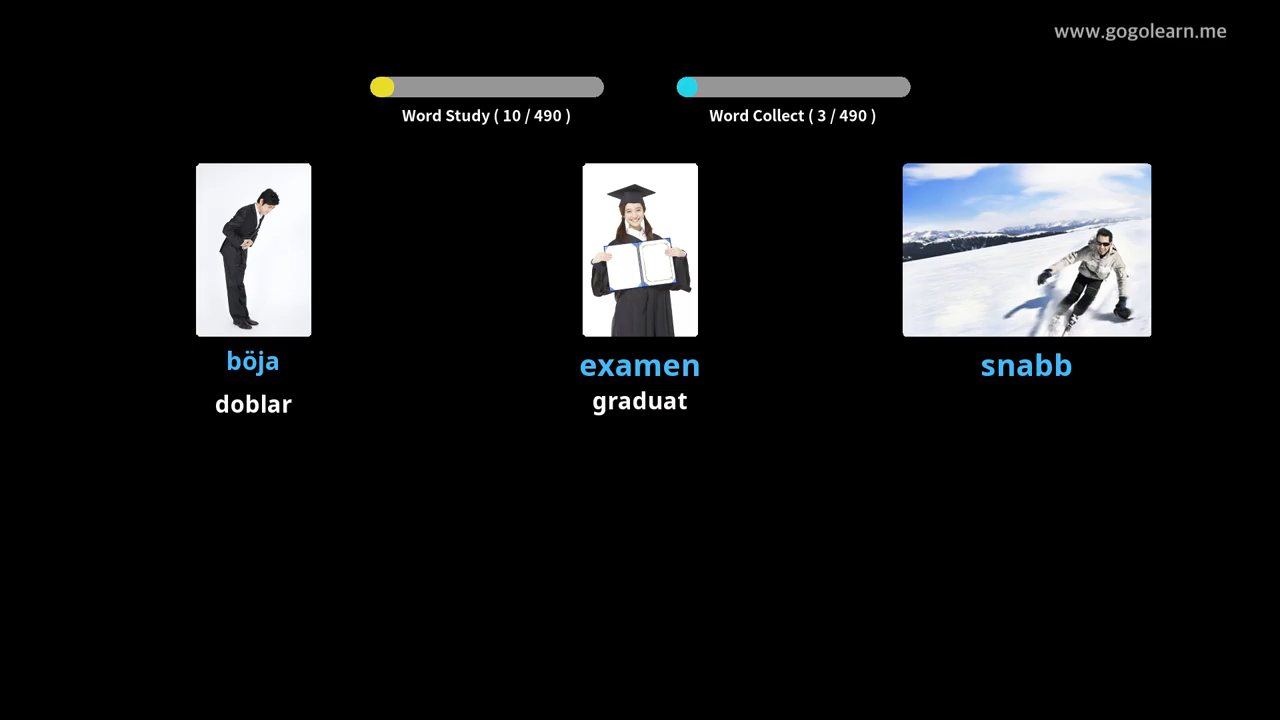 www.gogolearn.me
Word Study ( 10 / 490 )
Word Collect ( 3 / 490 )
böja
examen
snabb
doblar
graduat